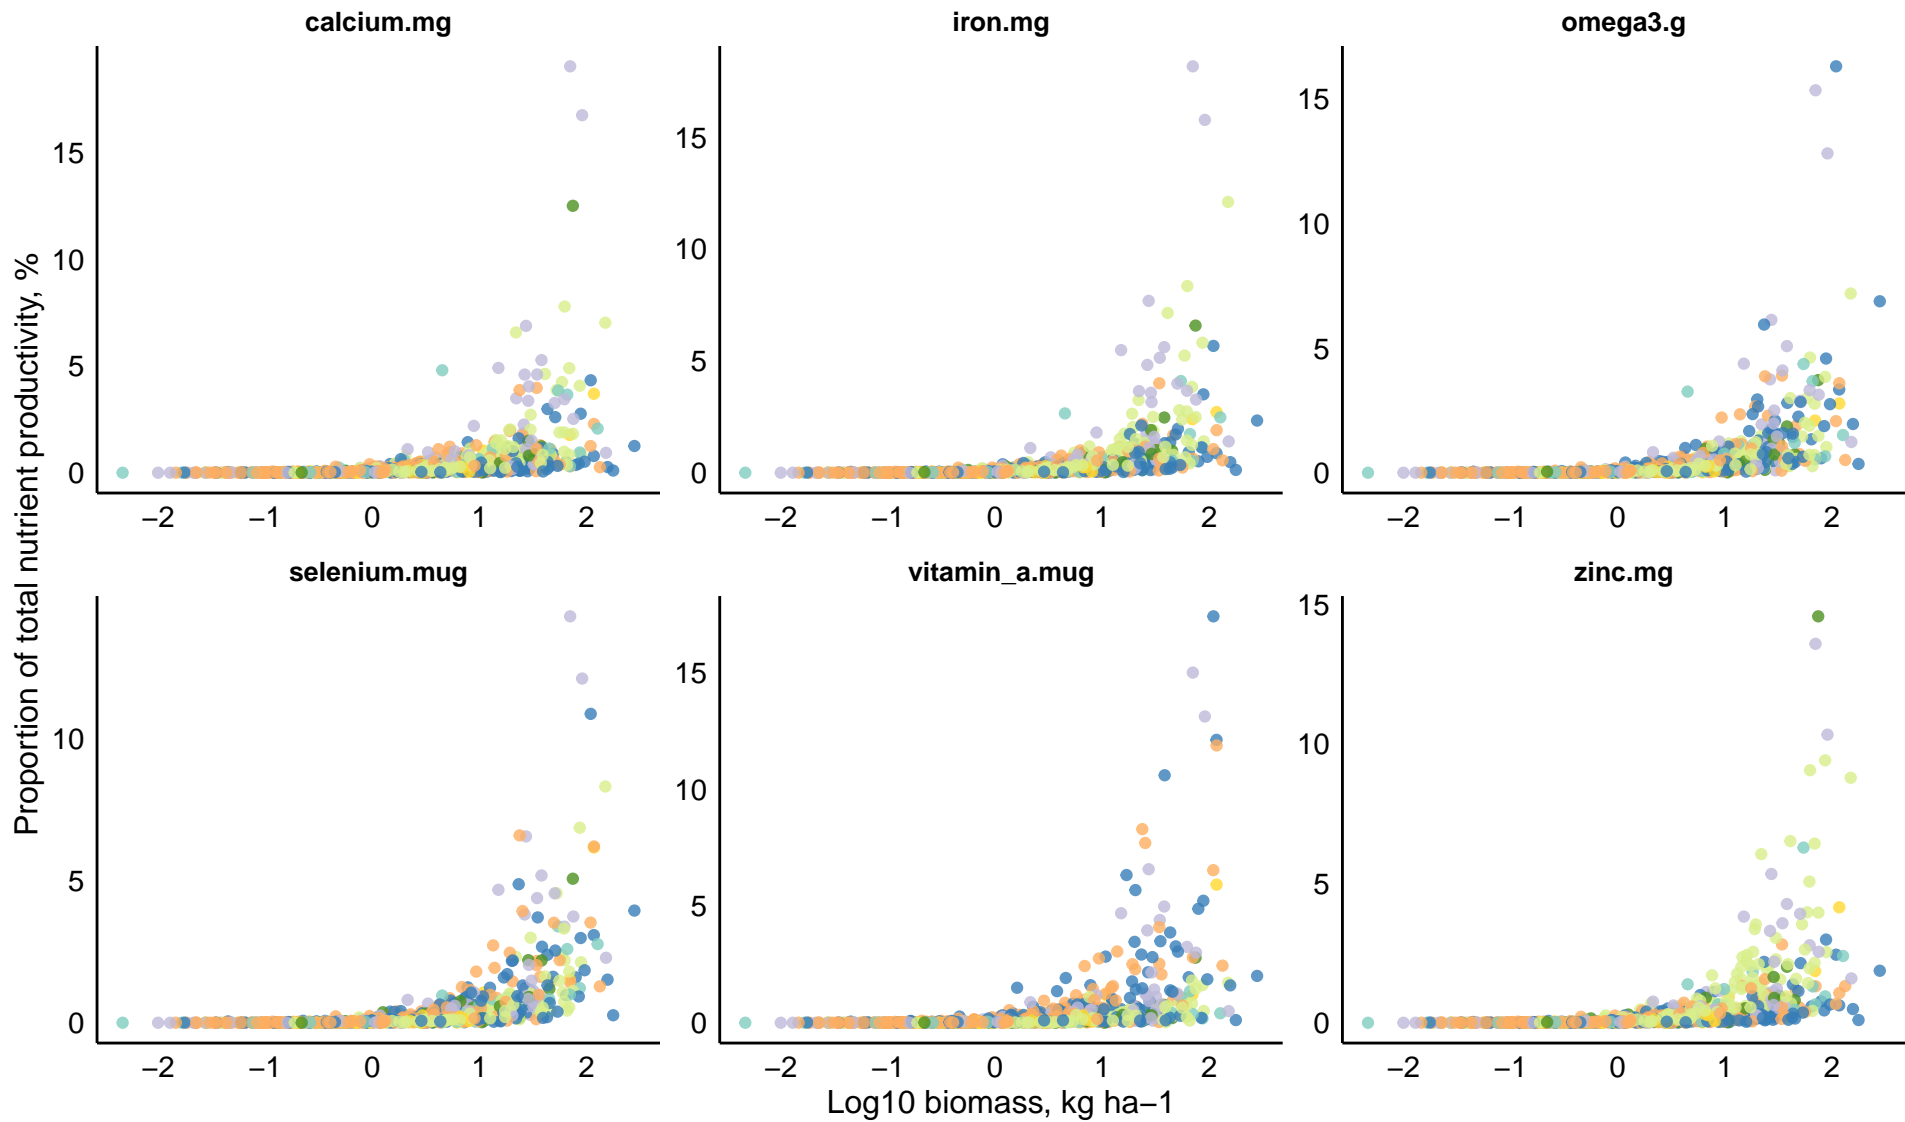 calcium.mg
iron.mg
omega3.g
15
10
5
0
15
10
5
0
15
10
5
0
−2 −1 0 1 2
−2 −1 0 1 2
−2 −1 0 1 2
selenium.mug
vitamin_a.mug
zinc.mg
10
5
0
15
10
5
0
15
10
5
0
−2 −1 0 1 2
−2 −1 0 1 2
−2 −1 0 1 2
Log10 biomass, kg ha−1
Proportion of total nutrient productivity, %